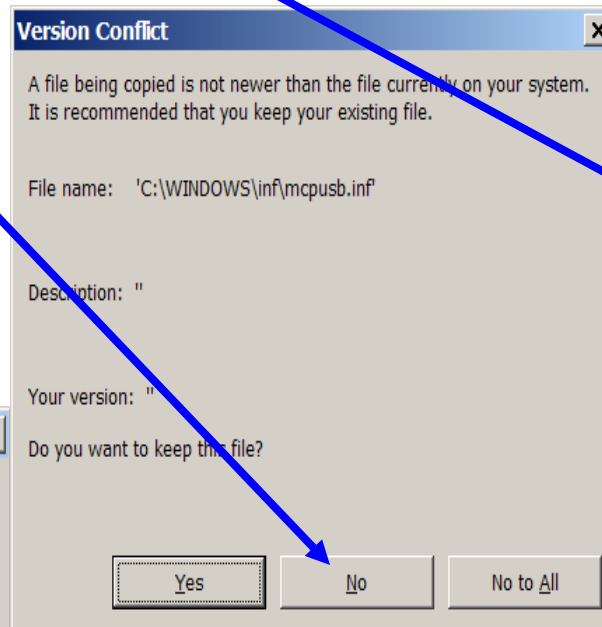 Version Conflict
A file being copied is not newer than the file currently on your system.
It is recommended that you keep your existing file.
File name: 'C:\WINDOWS\inf\mcpusb.inf'
Description: ''
Your version: ''
Do you want to keep this file?
Yes No No to All